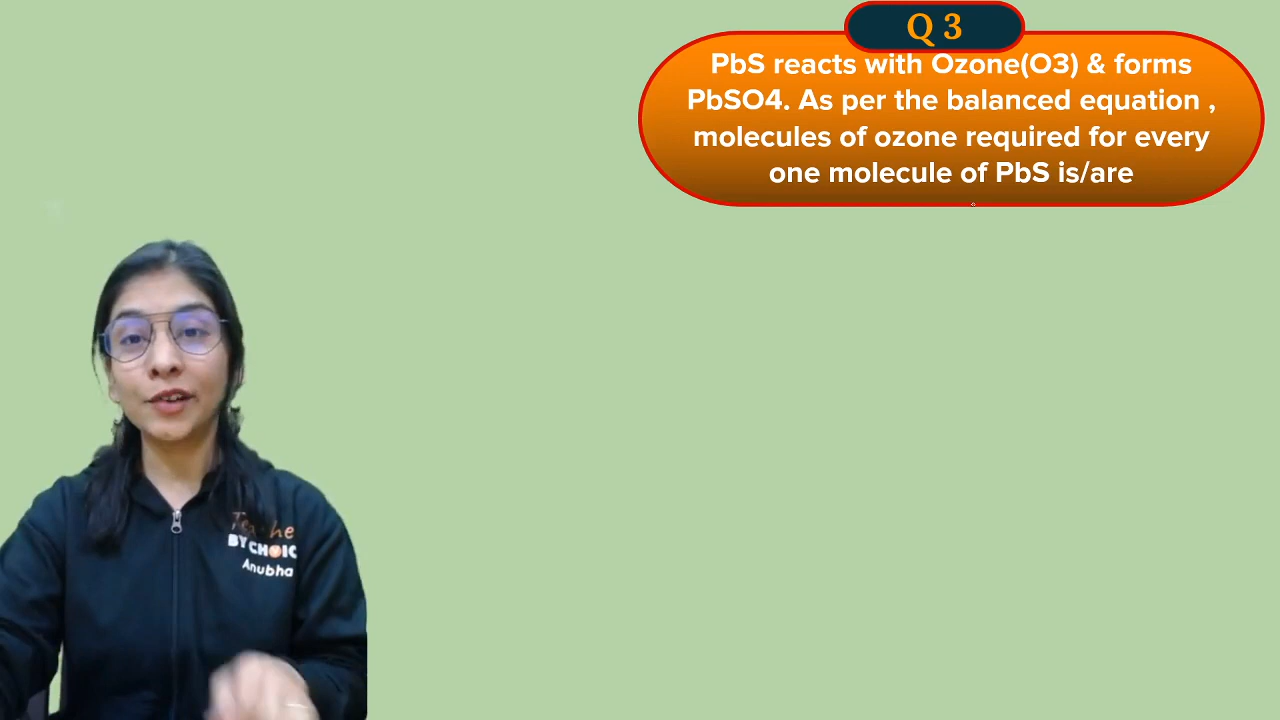 Q 3
PbS reacts with Ozone(O3) & forms
PbSO4. As per the balanced equation ,
molecules of ozone required for every
one molecule of PbS is/are
BY
Anubha